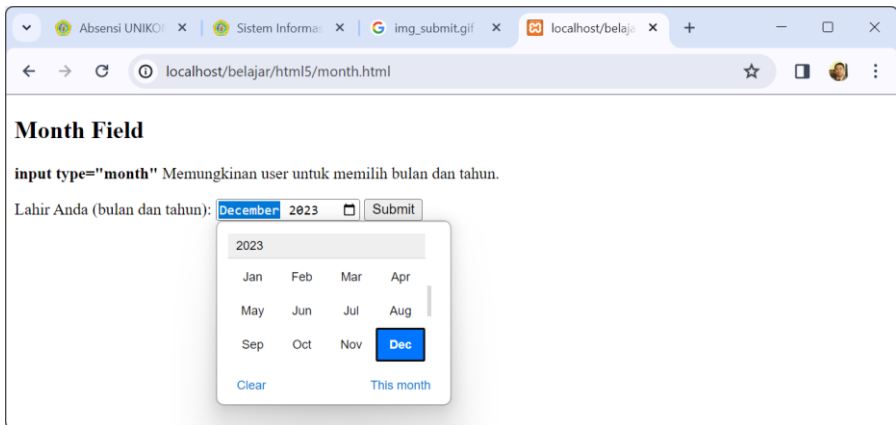 Absensi UNIKO
Sistem Informas
img_submit.gif
localhost/belaja
localhost/belajar/html5/month.html
Month Field
input type="month" Memungkinan user untuk memilih bulan dan tahun.
Lahir Anda (bulan dan tahun): December 2023 Submit
2023
Jan Feb Mar Apr
May Jun Jul Aug
Sep Oct Nov Dec
Clear This month